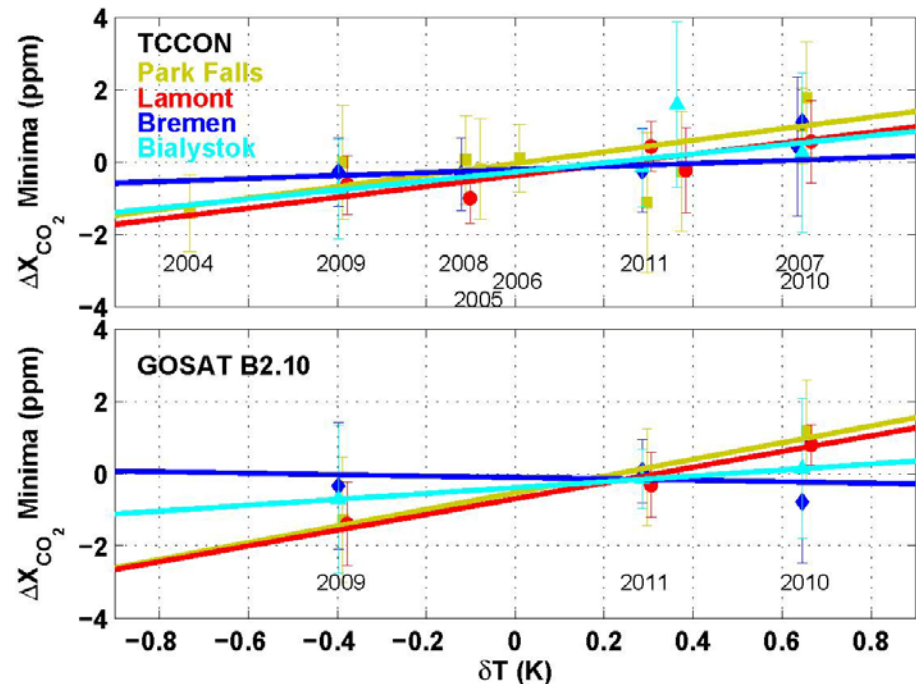 4
2
0
−2
−4
ΔX_CO₂ Minima (ppm)
TCCON
Park Falls
Lamont
Bremen
Bialystok
2004
2009
2008
2005
2006
2011
2007
2010
4
2
0
−2
−4
ΔX_CO₂ Minima (ppm)
GOSAT B2.10
2009
2011
2010
−0.8 −0.6 −0.4 −0.2 0 0.2 0.4 0.6 0.8
δT (K)